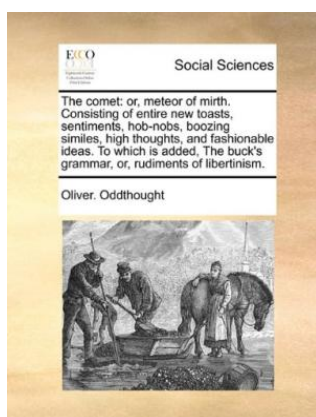 ECCO
Social Sciences
The comet: or, meteor of mirth.
Consisting of entire new toasts,
sentiments, hob-nobs, boozing
similes, high thoughts, and fashionable
ideas. To which is added, The buck's
grammar, or, rudiments of libertinism.
Oliver. Oddthought